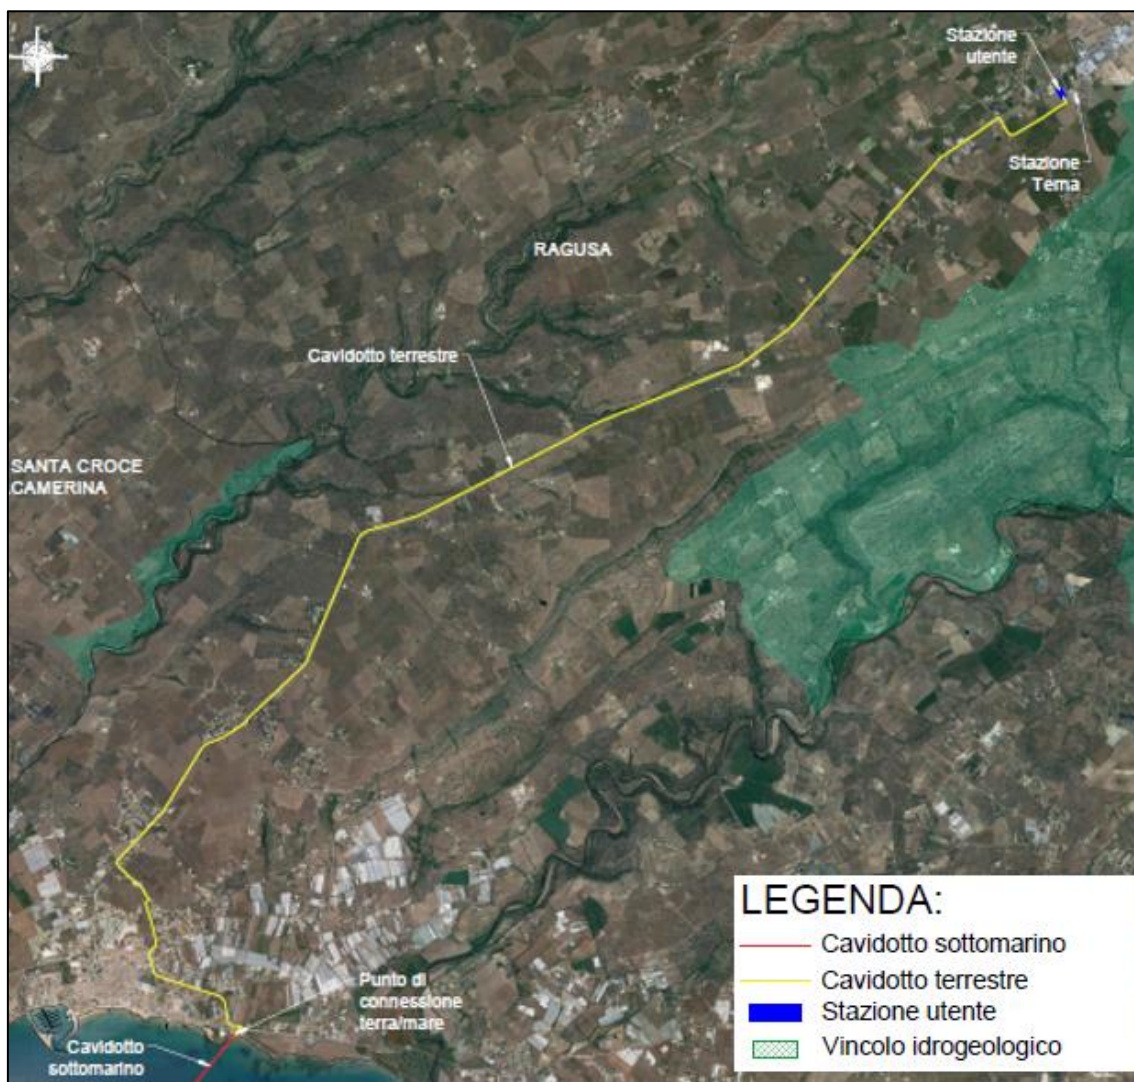 Stazione
utente
Stazione
Terna
RAGUSA
Cavidotto terrestre
SANTA CROCE
CAMERINA
Punto di
connessione
terra/mare
Cavidotto
sottomarino
LEGENDA:
Cavidotto sottomarino
Cavidotto terrestre
Stazione utente
Vincolo idrogeologico